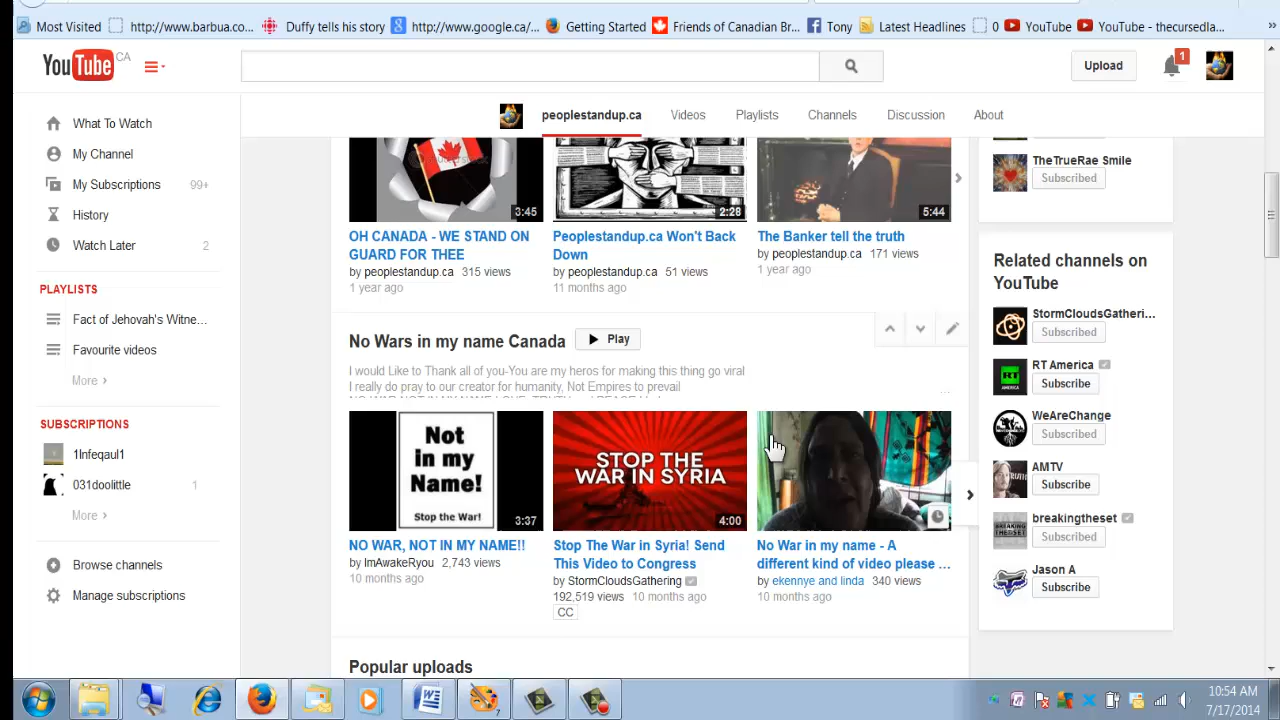 Most Visited http://www.barbua.co... Duffy tells his story http://www.google.ca/... Getting Started Friends of Canadian Br... Tony Latest Headlines 0 YouTube YouTube - thecursedla...
YouTube CA
Upload
1
peoplestandup.ca Videos Playlists Channels Discussion About
What To Watch
My Channel
My Subscriptions 99+
History
Watch Later 2
PLAYLISTS
Fact of Jehovah's Witne...
Favourite videos
More ›
SUBSCRIPTIONS
1Infeqaul1
031doolittle 1
More ›
Browse channels
Manage subscriptions
3:45
2:28
5:44
OH CANADA - WE STAND ON
GUARD FOR THEE
by peoplestandup.ca 315 views
1 year ago
Peoplestandup.ca Won't Back
Down
by peoplestandup.ca 51 views
11 months ago
The Banker tell the truth
by peoplestandup.ca 171 views
1 year ago
No Wars in my name Canada
Play
I would Like to Thank all of you-You are my heros for making this thing go viral
I really do pray to our creator for humanity, Not Empires to prevail
...
Not
in my
Name!
Stop the War!
3:37
STOP THE
WAR IN SYRIA
4:00
NO WAR, NOT IN MY NAME!!
by ImAwakeRyou 2,743 views
10 months ago
Stop The War in Syria! Send
This Video to Congress
by StormCloudsGathering
192,519 views 10 months ago
CC
No War in my name - A
different kind of video please ...
by ekennye and linda 340 views
10 months ago
Popular uploads
TheTrueRae Smile
Subscribed
Related channels on
YouTube
StormCloudsGatheri...
Subscribed
RT America
Subscribe
WeAreChange
Subscribed
AMTV
Subscribe
breakingtheset
Subscribed
Jason A
Subscribe
10:54 AM
7/17/2014